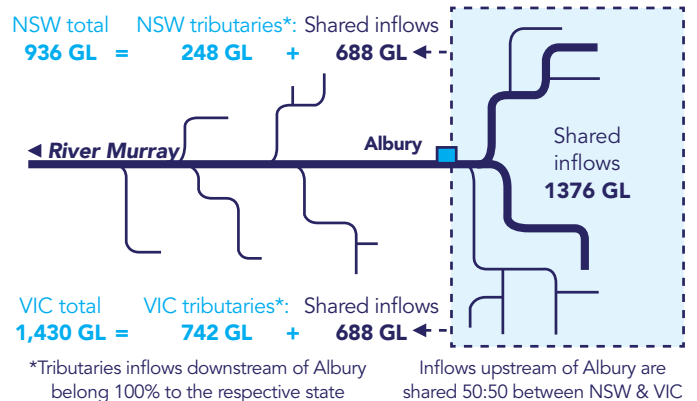 NSW total NSW tributaries*: Shared inflows
936 GL = 248 GL + 688 GL
River Murray
Albury
Shared
inflows
1376 GL
VIC total VIC tributaries*: Shared inflows
1,430 GL = 742 GL + 688 GL
*Tributaries inflows downstream of Albury
belong 100% to the respective state
Inflows upstream of Albury are
shared 50:50 between NSW & VIC